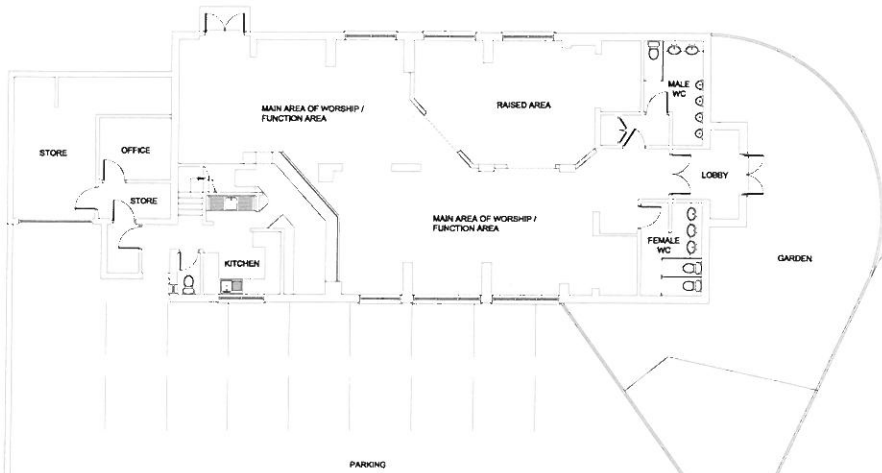 MAIN AREA OF WORSHIP /
FUNCTION AREA
RAISED AREA
MALE
WC
STORE
OFFICE
STORE
LOBBY
MAIN AREA OF WORSHIP /
FUNCTION AREA
FEMALE
WC
KITCHEN
GARDEN
PARKING